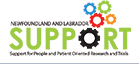 NEWFOUNDLAND AND LABRADOR
SUPPORT
Support for People and Patient-Oriented Research and Trials